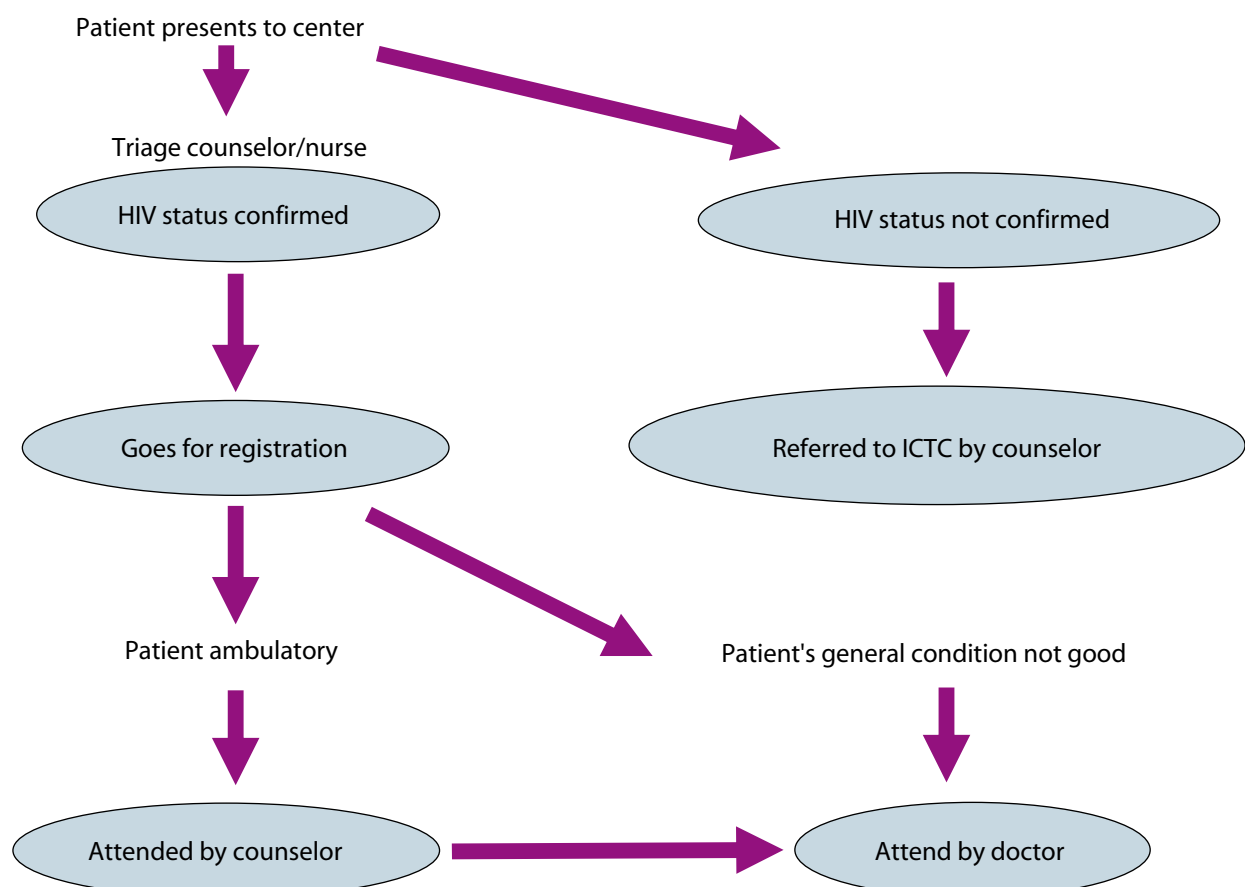 Patient presents to center
Triage counselor/nurse
HIV status confirmed
HIV status not confirmed
Goes for registration
Referred to ICTC by counselor
Patient ambulatory
Patient's general condition not good
Attended by counselor
Attend by doctor